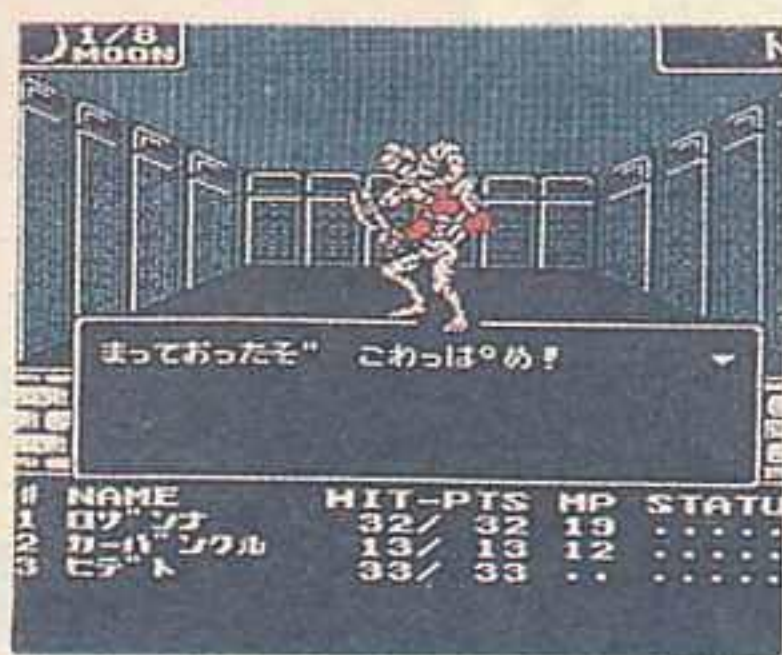 1/8
MOON
まっておったぞ こわっぱめ!
# NAME HIT-PTS MP STATU
1 ロザンナ 32/ 32 19 .....
2 カーバンクル 13/ 13 12 .....
3 ヒデト 33/ 33 .. .....